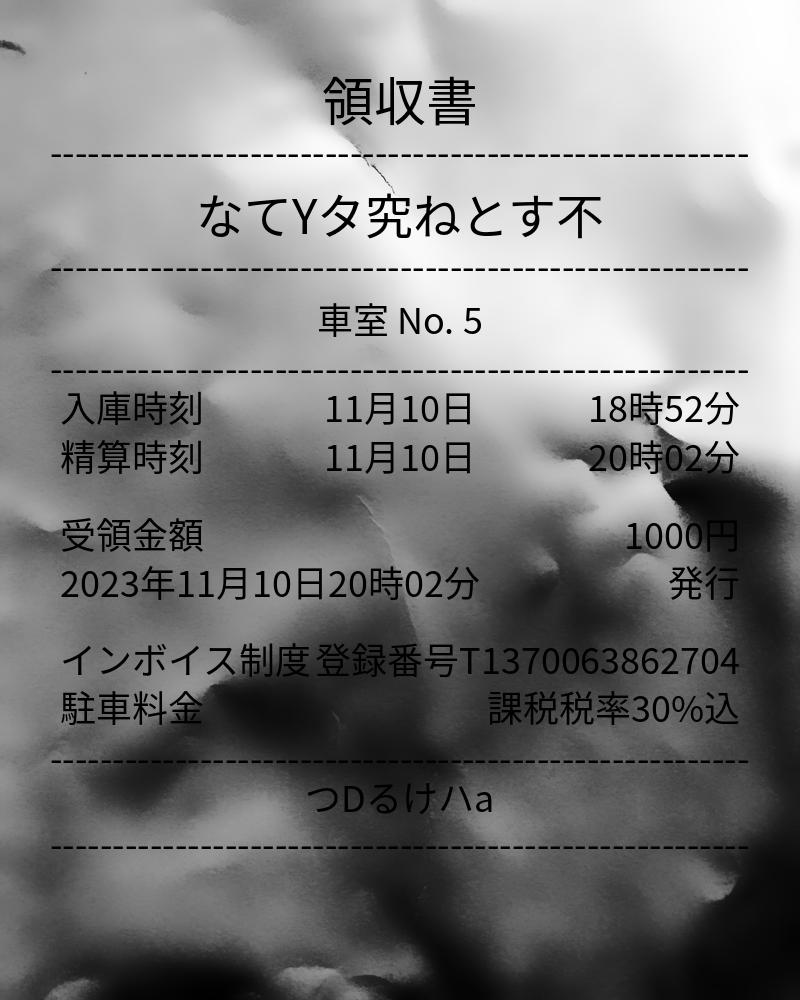 領収書
なてYタ究ねとす不
車室 No. 5
入庫時刻 11月10日 18時52分
精算時刻 11月10日 20時02分
受領金額 1000円
2023年11月10日20時02分 発行
インボイス制度 登録番号T1370063862704
駐車料金 課税税率30%込
つDるけハa